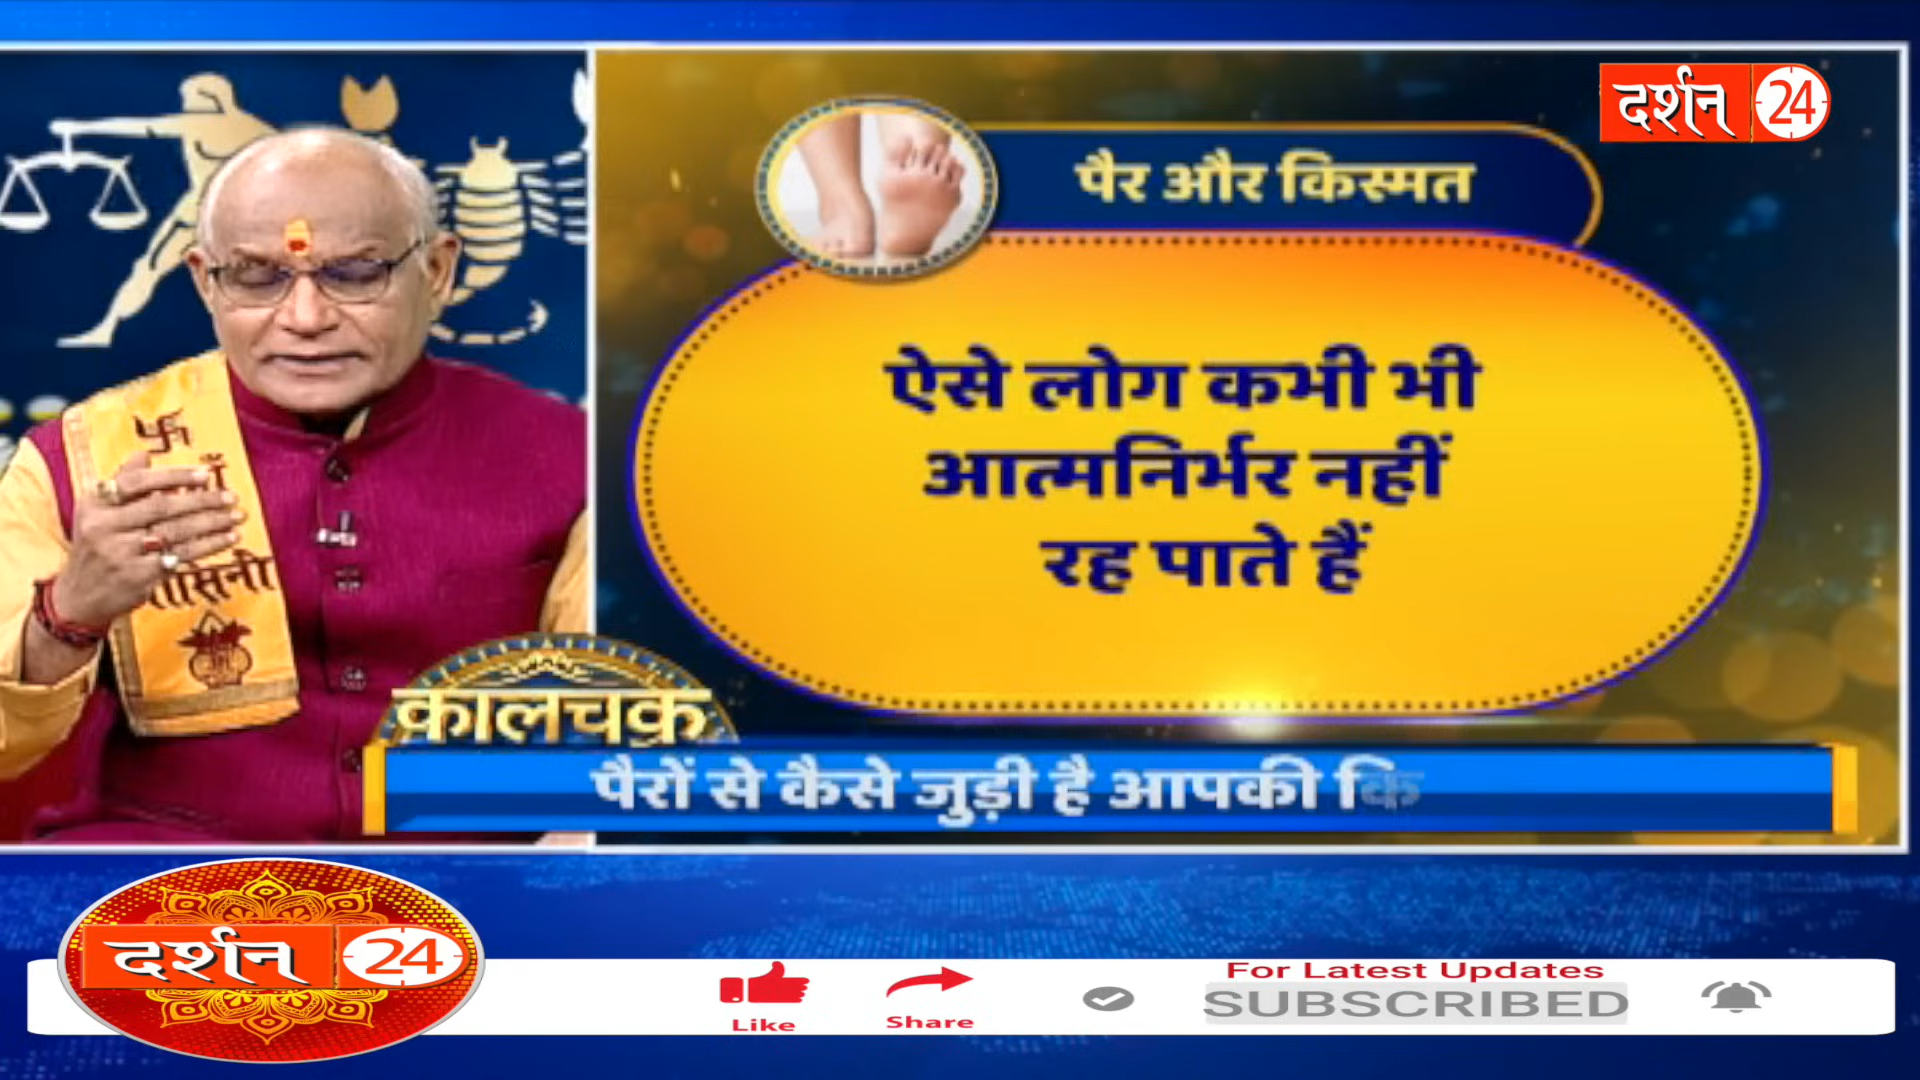 दर्शन 24
पैर और किस्मत
ऐसे लोग कभी भी
आत्मनिर्भर नहीं
रह पाते हैं
कालचक्र
पैरों से कैसे जुड़ी है आपकी कि
दर्शन 24
Like
Share
For Latest Updates
SUBSCRIBED